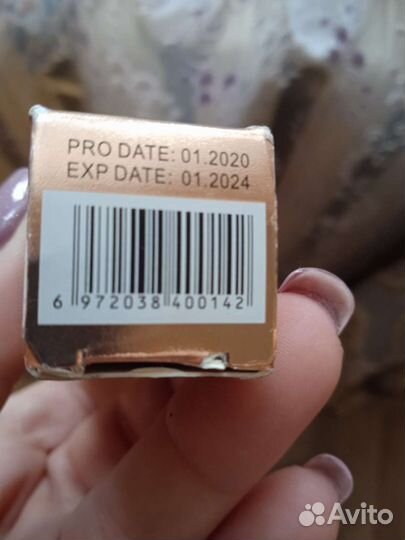 PRO DATE: 01.2020
EXP DATE: 01.2024
6 972038 400142
Avito